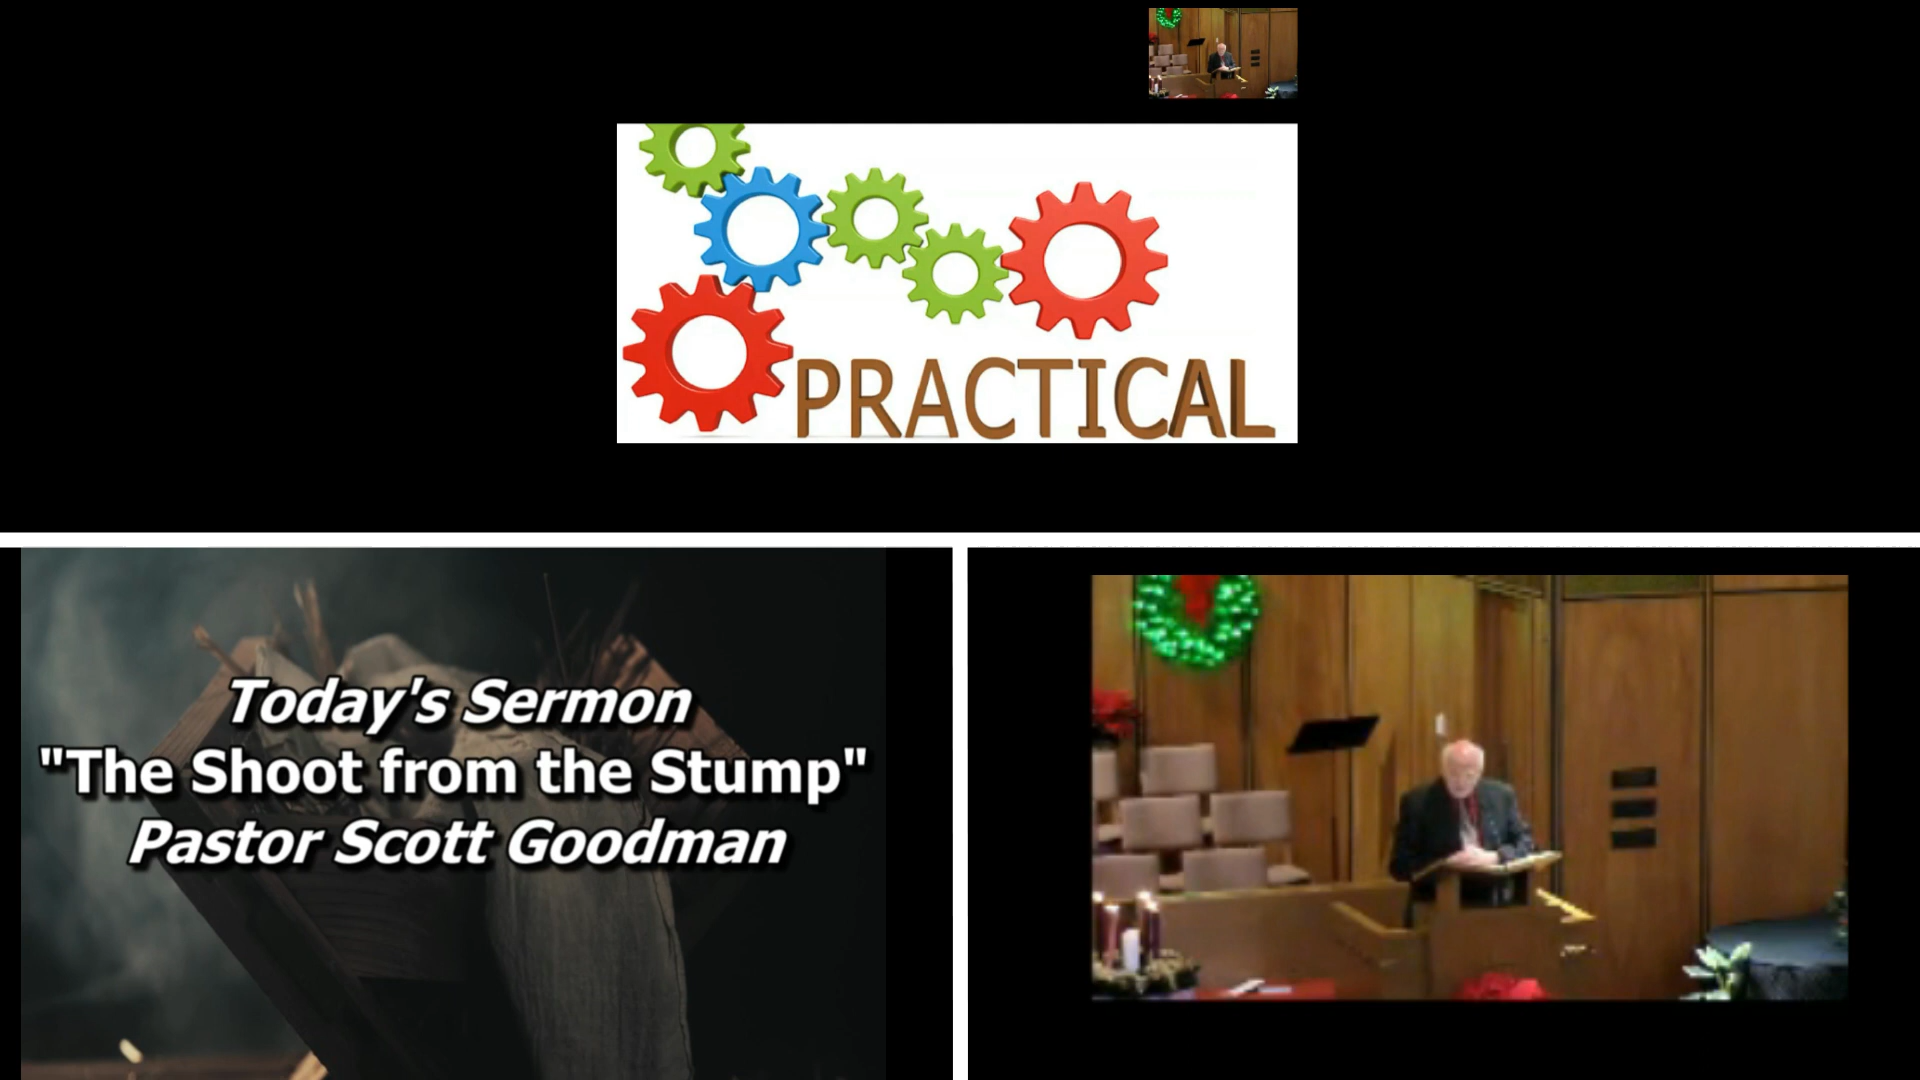 PRACTICAL
Today's Sermon
"The Shoot from the Stump"
Pastor Scott Goodman